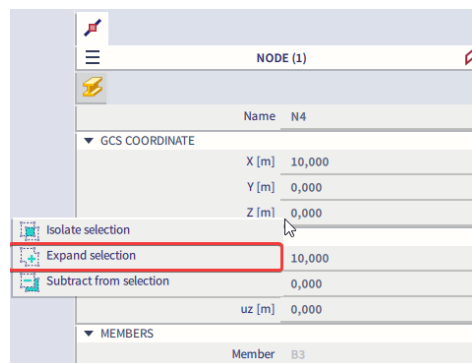 NODE (1)
Name N4
GCS COORDINATE
X [m] 10,000
Y [m] 0,000
Z [m] 0,000
Isolate selection
Expand selection 10,000
Subtract from selection 0,000
uz [m] 0,000
MEMBERS
Member B3